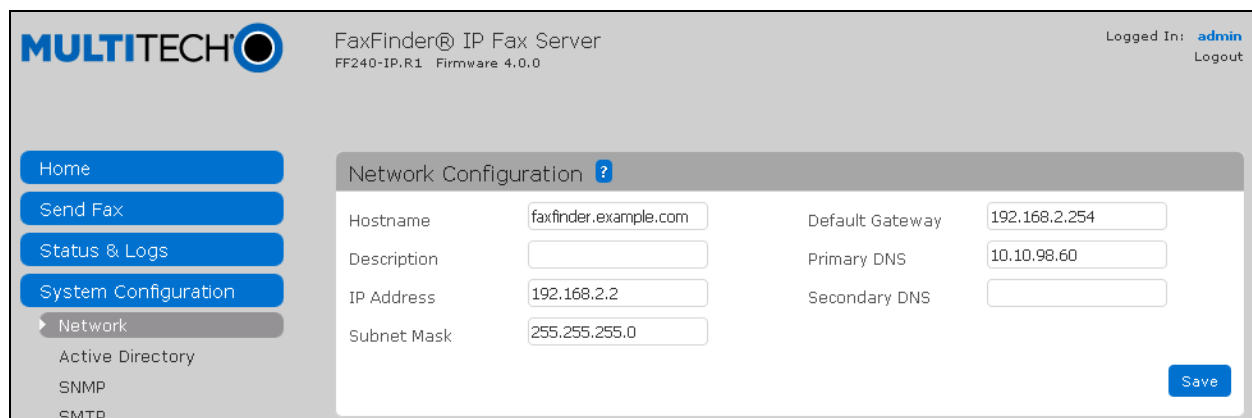 MULTITECH
FaxFinder® IP Fax Server
FF240-IP.R1 Firmware 4.0.0
Logged In: admin
Logout
Home
Send Fax
Status & Logs
System Configuration
Network
Active Directory
SNMP
SMTP
Network Configuration ?
Hostname faxfinder.example.com
Description
IP Address 192.168.2.2
Subnet Mask 255.255.255.0
Default Gateway 192.168.2.254
Primary DNS 10.10.98.60
Secondary DNS
Save